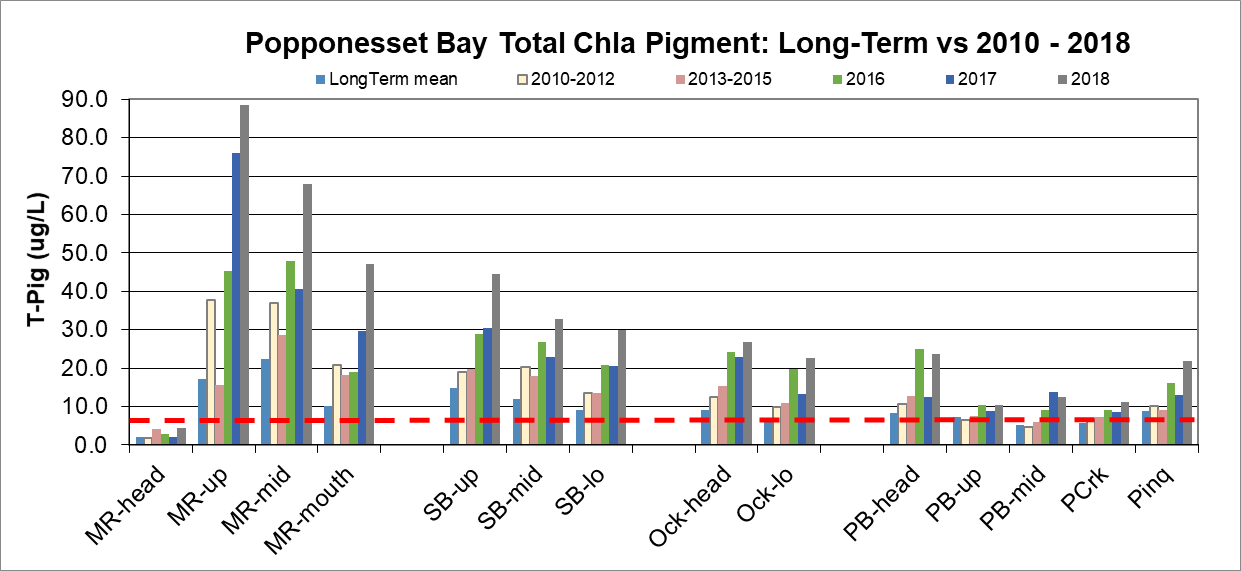 Popponesset Bay Total Chla Pigment: Long-Term vs 2010 - 2018
LongTerm mean 2010-2012 2013-2015 2016 2017 2018
T-Pig (ug/L)
90.0
80.0
70.0
60.0
50.0
40.0
30.0
20.0
10.0
0.0
MR-head
MR-up
MR-mid
MR-mouth
SB-up
SB-mid
SB-lo
Ock-head
Ock-lo
PB-head
PB-up
PB-mid
PCrk
Pinq